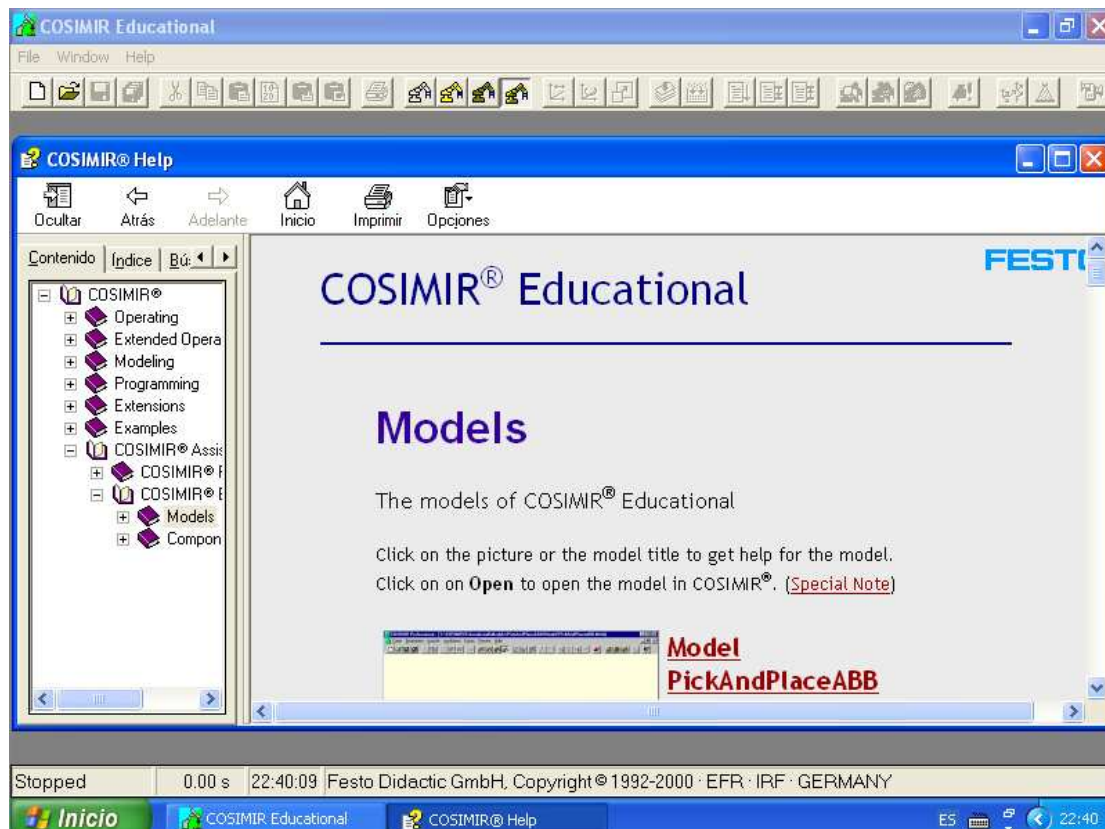 COSIMIR Educational
File Window Help
COSIMIR® Help
Ocultar Atrás Adelante Inicio Imprimir Opciones
Contenido Índice Bú
FESTO
COSIMIR®
Operating
Extended Opera
Modeling
Programming
Extensions
Examples
COSIMIR® Assis
COSIMIR® F
COSIMIR® E
Models
Compon
COSIMIR® Educational
Models
The models of COSIMIR® Educational
Click on the picture or the model title to get help for the model.
Click on on Open to open the model in COSIMIR®. (Special Note)
Model
PickAndPlaceABB
Stopped 0.00 s 22:40:09 Festo Didactic GmbH, Copyright © 1992-2000 · EFR · IRF · GERMANY
Inicio COSIMIR Educational COSIMIR® Help ES 22:40